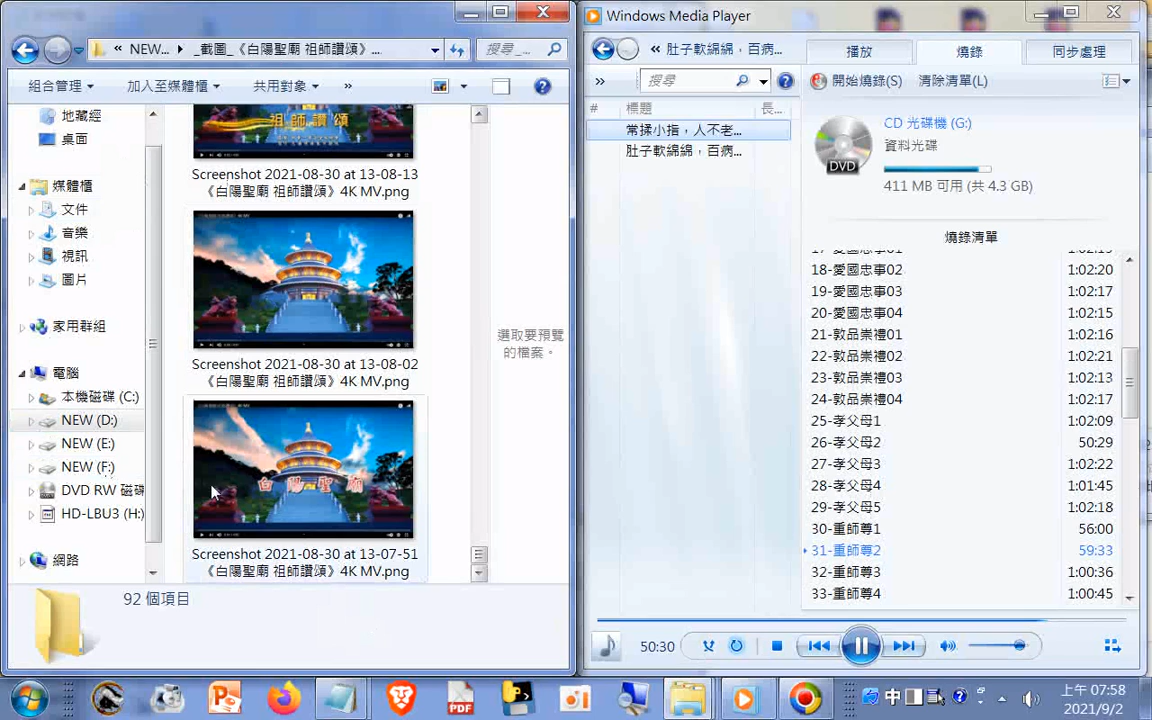 « NEW... ▸ _截圖_《白陽聖廟 祖師讚頌》...
搜尋...
組合管理
加入至媒體櫃
共用對象
»
地藏經
桌面
媒體櫃
文件
音樂
視訊
圖片
家用群組
電腦
本機磁碟 (C:)
NEW (D:)
NEW (E:)
NEW (F:)
DVD RW 磁碟
HD-LBU3 (H:)
網路
祖師讚頌
Screenshot 2021-08-30 at 13-08-13
《白陽聖廟 祖師讚頌》4K MV.png
Screenshot 2021-08-30 at 13-08-02
《白陽聖廟 祖師讚頌》4K MV.png
白陽聖廟
Screenshot 2021-08-30 at 13-07-51
《白陽聖廟 祖師讚頌》4K MV.png
選取要預覽
的檔案。
92 個項目
Windows Media Player
« 肚子軟綿綿，百病...
播放
燒錄
同步處理
»
搜尋
開始燒錄(S)
清除清單(L)
#
標題
長...
常揉小指，人不老...
肚子軟綿綿，百病...
DVD
CD 光碟機 (G:)
資料光碟
411 MB 可用 (共 4.3 GB)
燒錄清單
18-愛國忠事02 1:02:20
19-愛國忠事03 1:02:17
20-愛國忠事04 1:02:15
21-敦品崇禮01 1:02:16
22-敦品崇禮02 1:02:21
23-敦品崇禮03 1:02:13
24-敦品崇禮04 1:02:17
25-孝父母1 1:02:09
26-孝父母2 50:29
27-孝父母3 1:02:22
28-孝父母4 1:01:45
29-孝父母5 1:02:18
30-重師尊1 56:00
31-重師尊2 59:33
32-重師尊3 1:00:36
33-重師尊4 1:00:45
50:30
PDF
中
上午 07:58
2021/9/2